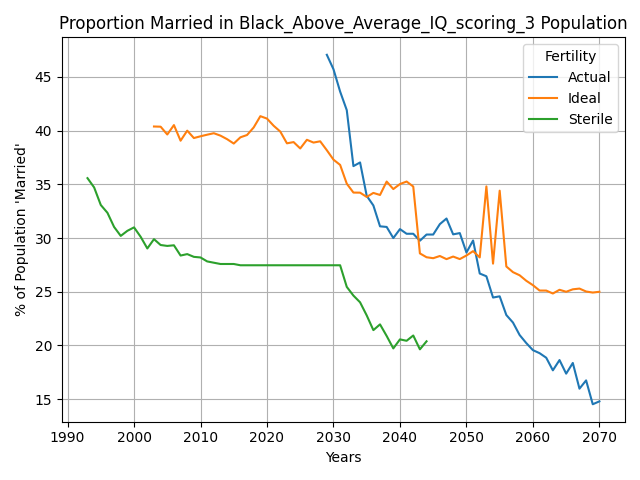 Proportion Married in Black_Above_Average_IQ_scoring_3 Population
% of Population 'Married'
45
40
35
30
25
20
15
Fertility
Actual
Ideal
Sterile
1990 2000 2010 2020 2030 2040 2050 2060 2070
Years